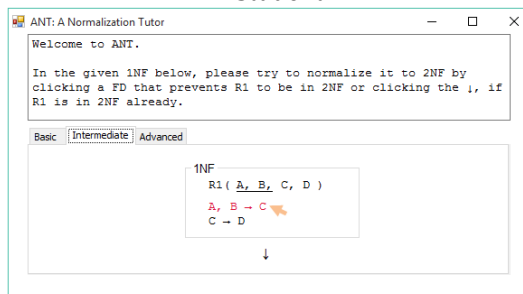 ANT: A Normalization Tutor
Welcome to ANT.
In the given 1NF below, please try to normalize it to 2NF by
clicking a FD that prevents R1 to be in 2NF or clicking the ↓, if
R1 is in 2NF already.
Basic Intermediate Advanced
1NF
R1( A, B, C, D )
A, B → C
C → D
↓